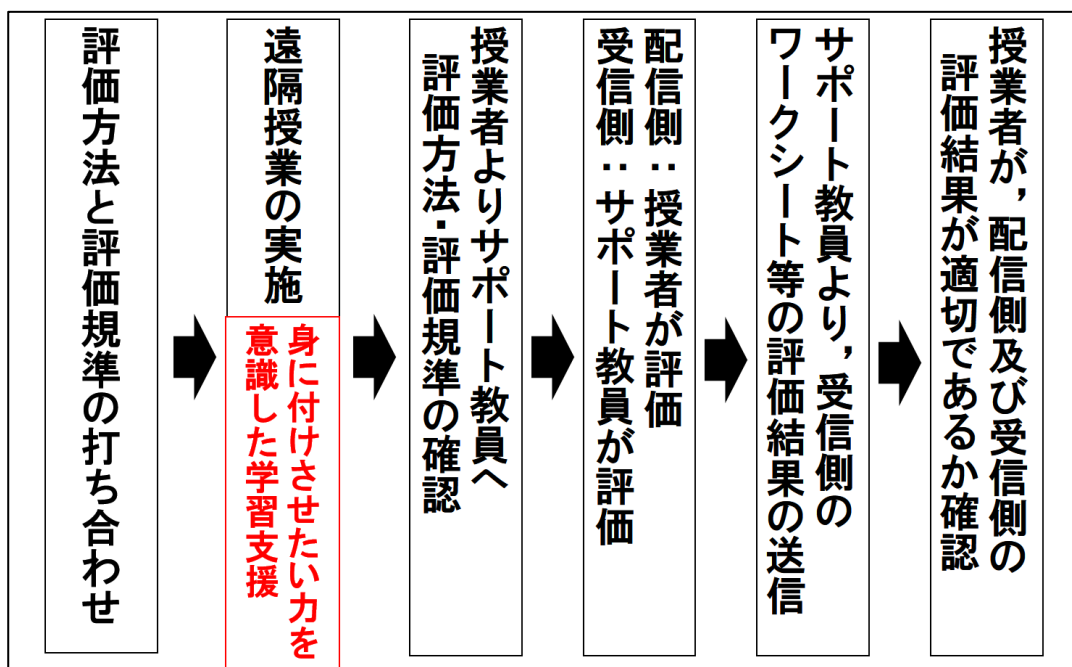 評価方法と評価規準の打ち合わせ
遠隔授業の実施
身に付けさせたい力を
意識した学習支援
授業者よりサポート教員へ
評価方法・評価規準の確認
配信側：授業者が評価
受信側：サポート教員が評価
サポート教員より，受信側の
ワークシート等の評価結果の送信
授業者が，配信側及び受信側の
評価結果が適切であるか確認